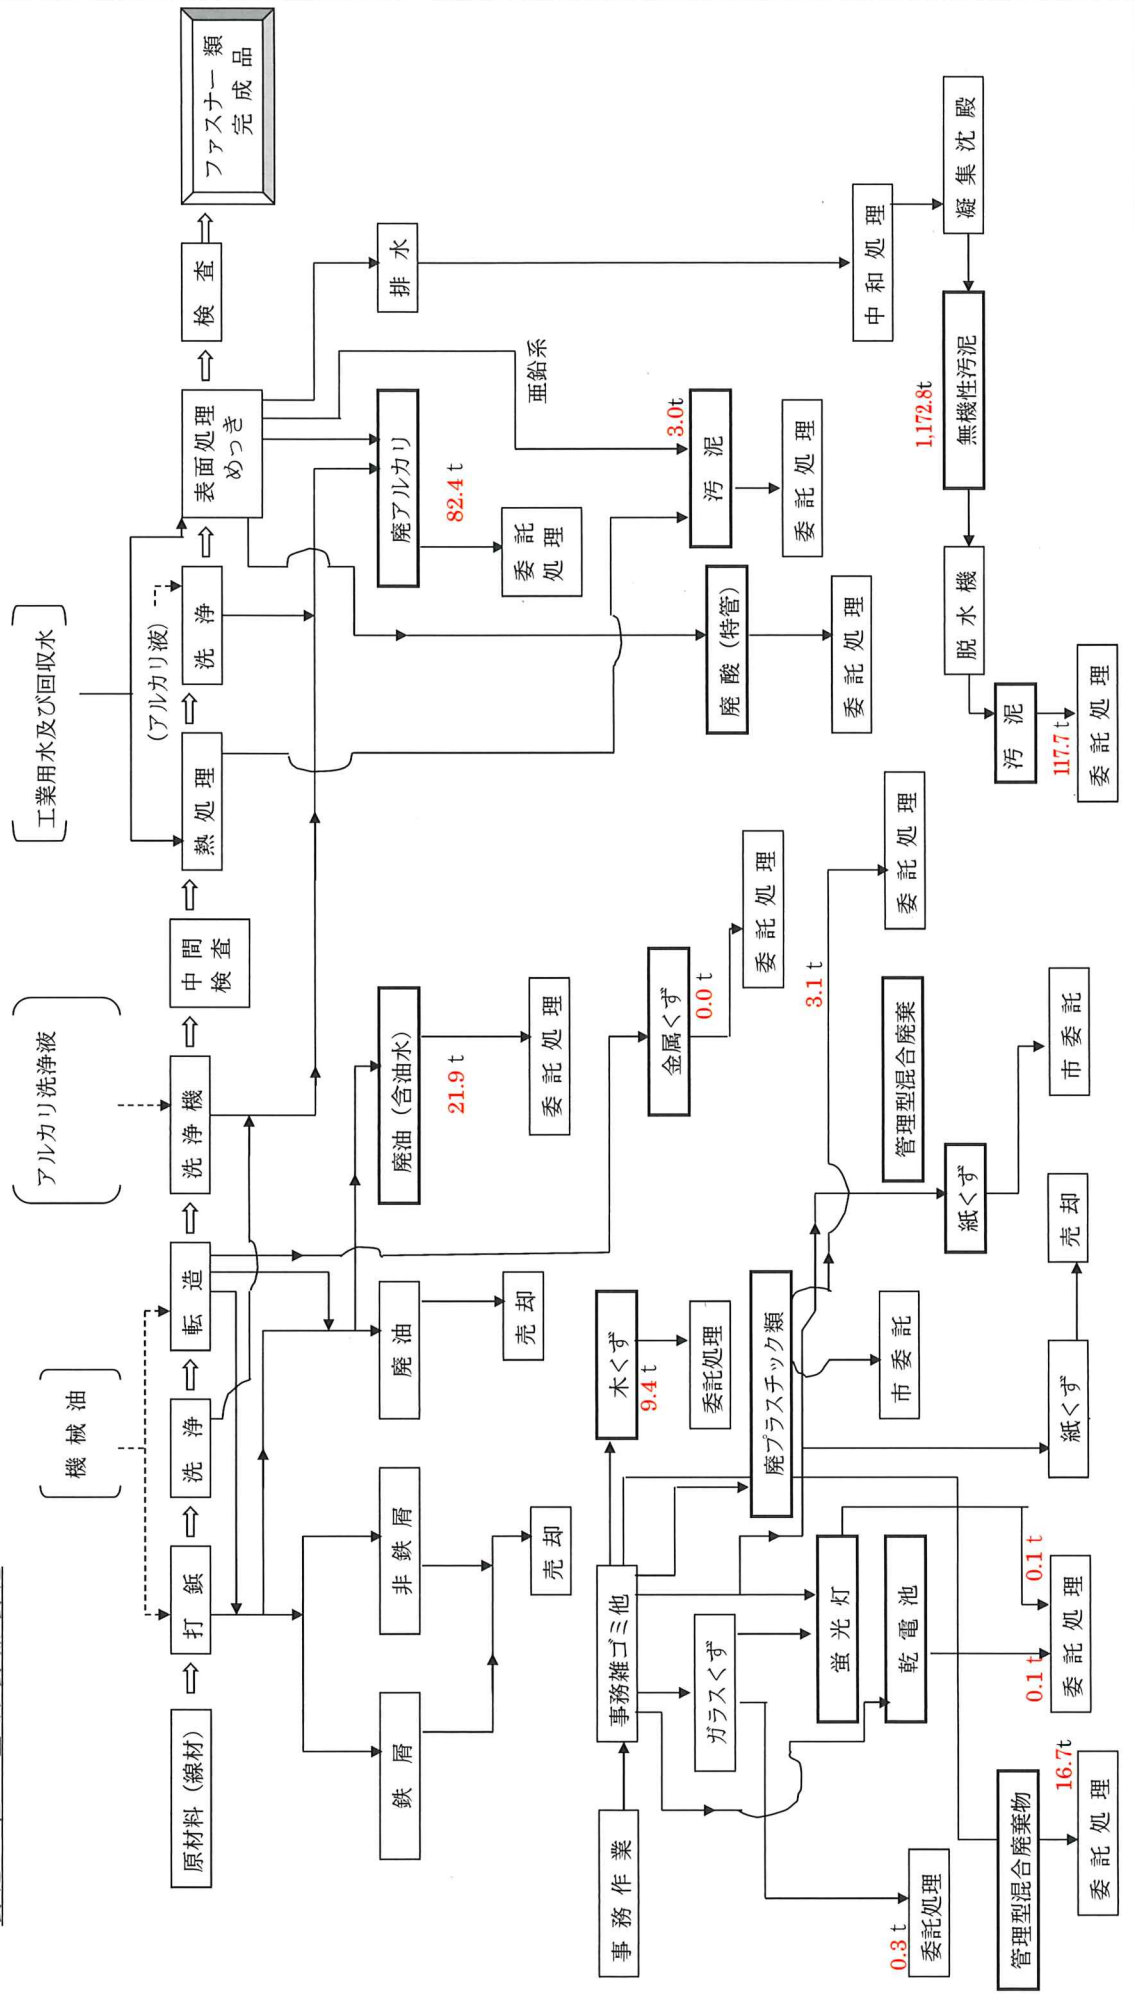 機 械 油
アルカリ洗浄液
工業用水及び回収水
(アルカリ液)
原材料 (線材)
打 鋲
洗 浄
転 造
洗 浄 機
中 間
検 査
熱 処 理
洗 浄
表面処理
めっき
検 査
ファスナー類
完 成 品
鉄 屑
非 鉄 屑
売 却
廃 油
売 却
廃油 (含油水)
21.9 t
委 託 処 理
廃アルカリ
82.4 t
委 託
処 理
排 水
亜鉛系
金属くず
0.0 t
委 託 処 理
廃 酸 (特管)
委 託 処 理
汚 泥
3.0t
委 託 処 理
中 和 処 理
凝 集 沈 殿
無機性汚泥
1,172.8t
脱 水 機
汚 泥
117.7 t
委 託 処 理
事 務 作 業
事務雑ゴミ他
木くず
9.4 t
委託処理
ガラスくず
0.3 t
委託処理
廃プラスチック類
3.1 t
委 託 処 理
市 委 託
蛍 光 灯
乾 電 池
0.1 t
0.1 t
委 託 処 理
管理型混合廃棄
紙くず
市 委 託
紙くず
売 却
管理型混合廃棄物
16.7t
委 託 処 理